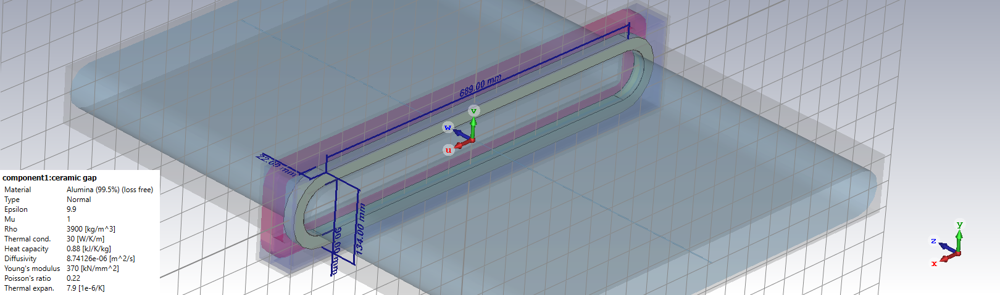 689.00 mm
v
w
u
22.00 mm
90.00 mm
134.00 mm
component1:ceramic gap
Material Alumina (99.5%) (loss free)
Type Normal
Epsilon 9.9
Mu 1
Rho 3900 [kg/m^3]
Thermal cond. 30 [W/K/m]
Heat capacity 0.88 [kJ/K/kg]
Diffusivity 8.74126e-06 [m^2/s]
Young's modulus 370 [kN/mm^2]
Poisson's ratio 0.22
Thermal expan. 7.9 [1e-6/K]
y
z
x